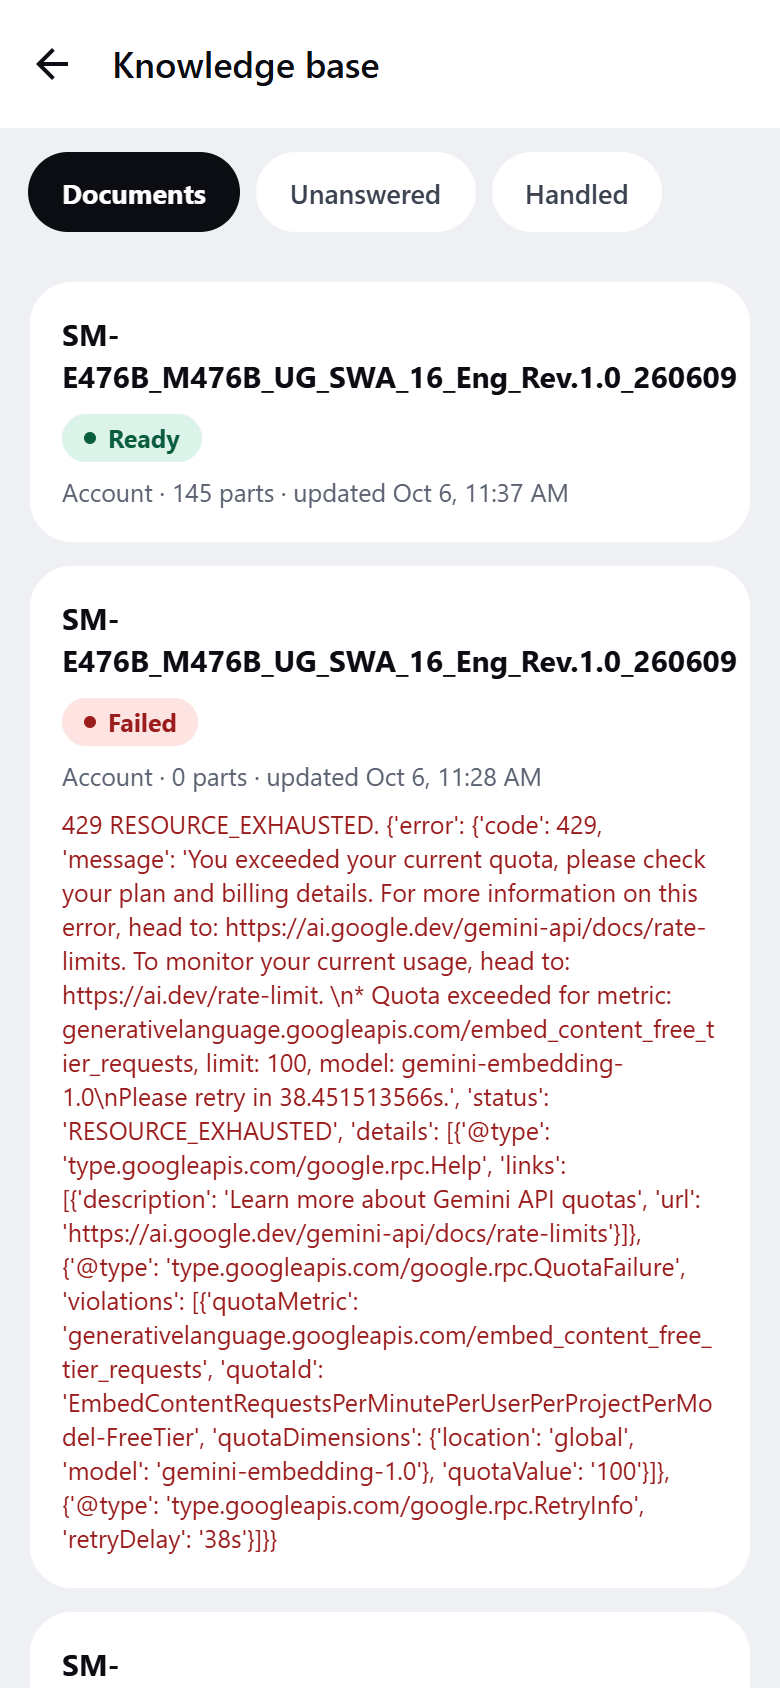 Knowledge base
Documents
Unanswered
Handled
SM-
E476B_M476B_UG_SWA_16_Eng_Rev.1.0_260609
Ready
Account · 145 parts · updated Oct 6, 11:37 AM
SM-
E476B_M476B_UG_SWA_16_Eng_Rev.1.0_260609
Failed
Account · 0 parts · updated Oct 6, 11:28 AM
429 RESOURCE_EXHAUSTED. {'error': {'code': 429,
'message': 'You exceeded your current quota, please check
your plan and billing details. For more information on this
error, head to: https://ai.google.dev/gemini-api/docs/rate-
limits. To monitor your current usage, head to:
https://ai.dev/rate-limit. \n* Quota exceeded for metric:
generativelanguage.googleapis.com/embed_content_free_t
ier_requests, limit: 100, model: gemini-embedding-
1.0\nPlease retry in 38.451513566s.', 'status':
'RESOURCE_EXHAUSTED', 'details': [{'@type':
'type.googleapis.com/google.rpc.Help', 'links':
[{'description': 'Learn more about Gemini API quotas', 'url':
'https://ai.google.dev/gemini-api/docs/rate-limits'}]},
{'@type': 'type.googleapis.com/google.rpc.QuotaFailure',
'violations': [{'quotaMetric':
'generativelanguage.googleapis.com/embed_content_free_
tier_requests', 'quotaId':
'EmbedContentRequestsPerMinutePerUserPerProjectPerMo
del-FreeTier', 'quotaDimensions': {'location': 'global',
'model': 'gemini-embedding-1.0'}, 'quotaValue': '100'}]},
{'@type': 'type.googleapis.com/google.rpc.RetryInfo',
'retryDelay': '38s'}]}}
SM-